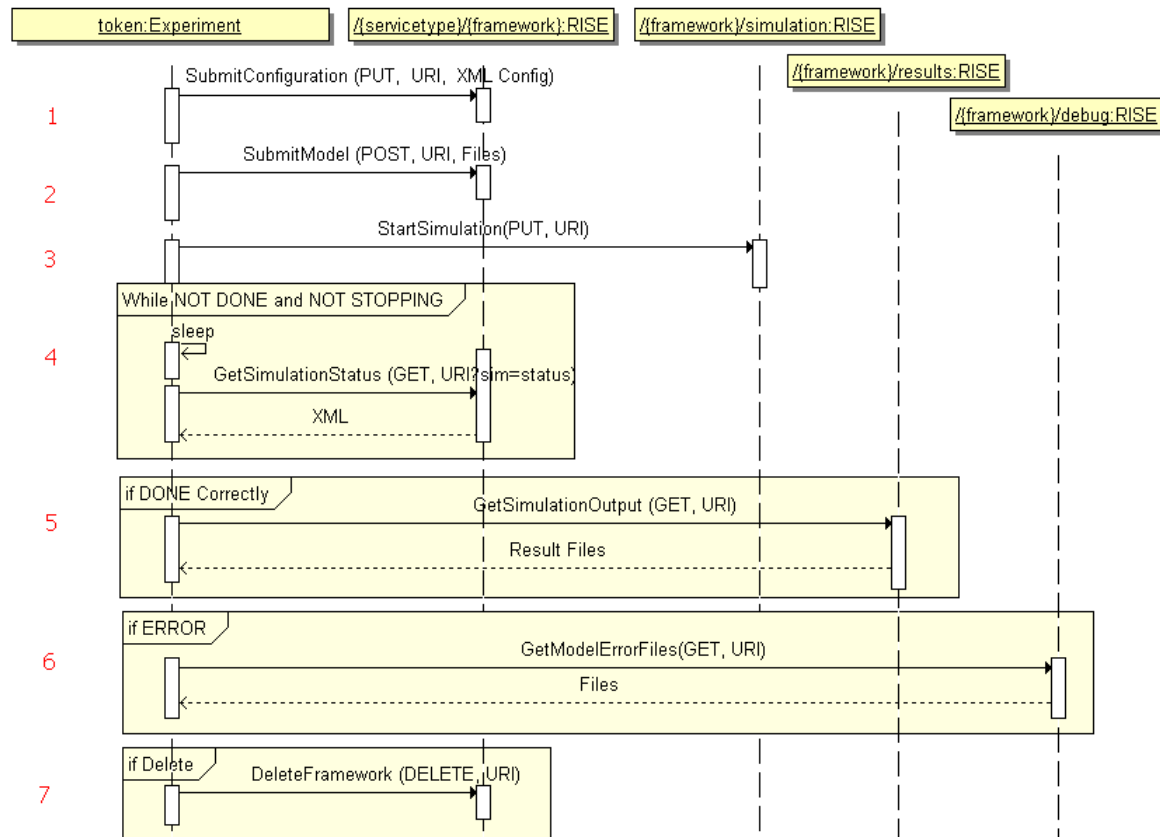 token:Experiment
/{servicetype}/{framework}:RISE
/{framework}/simulation:RISE
/{framework}/results:RISE
/{framework}/debug:RISE
SubmitConfiguration (PUT, URI, XML Config)
1
SubmitModel (POST, URI, Files)
2
StartSimulation(PUT, URI)
3
While NOT DONE and NOT STOPPING
sleep
4
GetSimulationStatus (GET, URI?sim=status)
XML
if DONE Correctly
GetSimulationOutput (GET, URI)
5
Result Files
if ERROR
GetModelErrorFiles(GET, URI)
6
Files
if Delete
DeleteFramework (DELETE, URI)
7